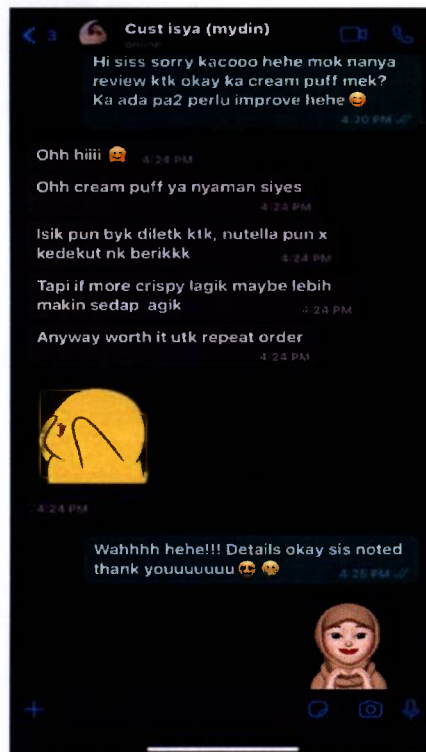 3
Cust isya (mydin)
online
Hi siss sorry kacooo hehe mok nanya
review ktk okay ka cream puff mek?
Ka ada pa2 perlu improve hehe 😋
4:20 PM
Ohh hiiii 🤗 4:24 PM
Ohh cream puff ya nyaman siyes
4:24 PM
Isik pun byk diletk ktk, nutella pun x
kedekut nk berikkk 4:24 PM
Tapi if more crispy lagik maybe lebih
makin sedap agik 4:24 PM
Anyway worth it utk repeat order
4:24 PM
4:24 PM
Wahhhh hehe!!! Details okay sis noted
thank youuuuuuu 4:25 PM